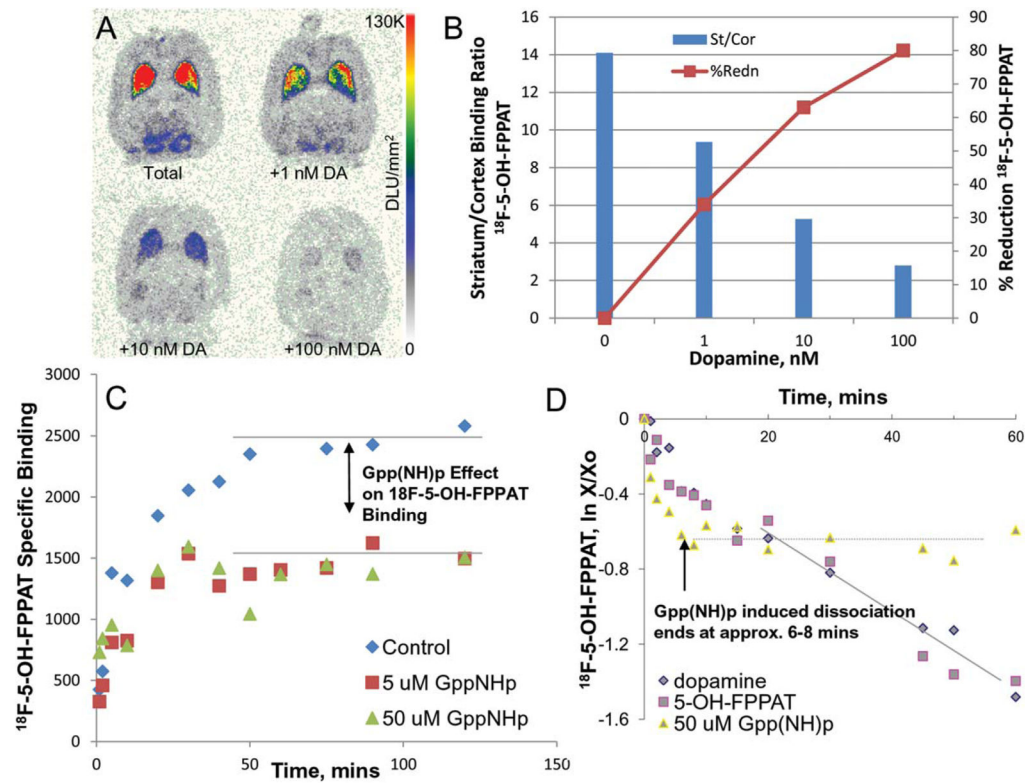 A
130K
DLU/mm²
0
Total
+1 nM DA
+10 nM DA
+100 nM DA
B
St/Cor
%Redn
Striatum/Cortex Binding Ratio
¹⁸F-5-OH-FPPAT
16
14
12
10
8
6
4
2
0
90
80
70
60
50
40
30
20
10
0
% Reduction ¹⁸F-5-OH-FPPAT
0 1 10 100
Dopamine, nM
C
¹⁸F-5-OH-FPPAT Specific Binding
3000
2500
2000
1500
1000
500
0
Gpp(NH)p Effect
on 18F-5-OH-FPPAT
Binding
Control
5 uM GppNHp
50 uM GppNHp
0 50 100
Time, mins
D
Time, mins
0 20 40 60
0
-0.4
-0.8
-1.2
-1.6
¹⁸F-5-OH-FPPAT, ln X/Xo
Gpp(NH)p induced dissociation
ends at approx. 6-8 mins
dopamine
5-OH-FPPAT
50 uM Gpp(NH)p